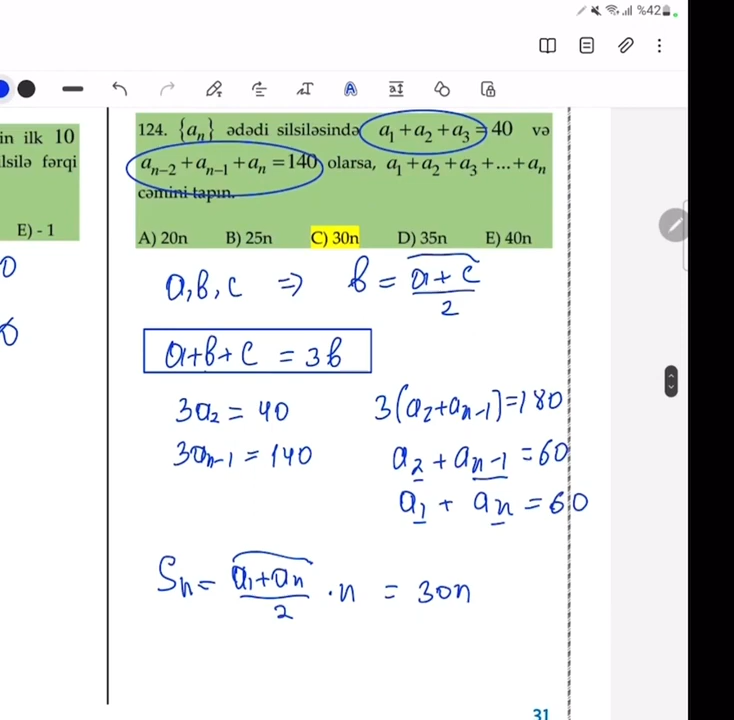 %42
in ilk 10
lsilə fərqi
E) - 1
124. {aₙ} ədədi silsiləsində a₁+a₂+a₃=40 və
aₙ₋₂+aₙ₋₁+aₙ=140 olarsa, a₁+a₂+a₃+...+aₙ
cəmini tapın.
A) 20n B) 25n C) 30n D) 35n E) 40n
a,b,c ⇒ b = (a+c)/2
a+b+c = 3b
3a₂ = 40
3aₙ₋₁ = 140
3(a₂+aₙ₋₁)=180
a₂ + aₙ₋₁ = 60
a₁ + aₙ = 60
Sₙ = (a₁+aₙ)/2 · n = 30n
31